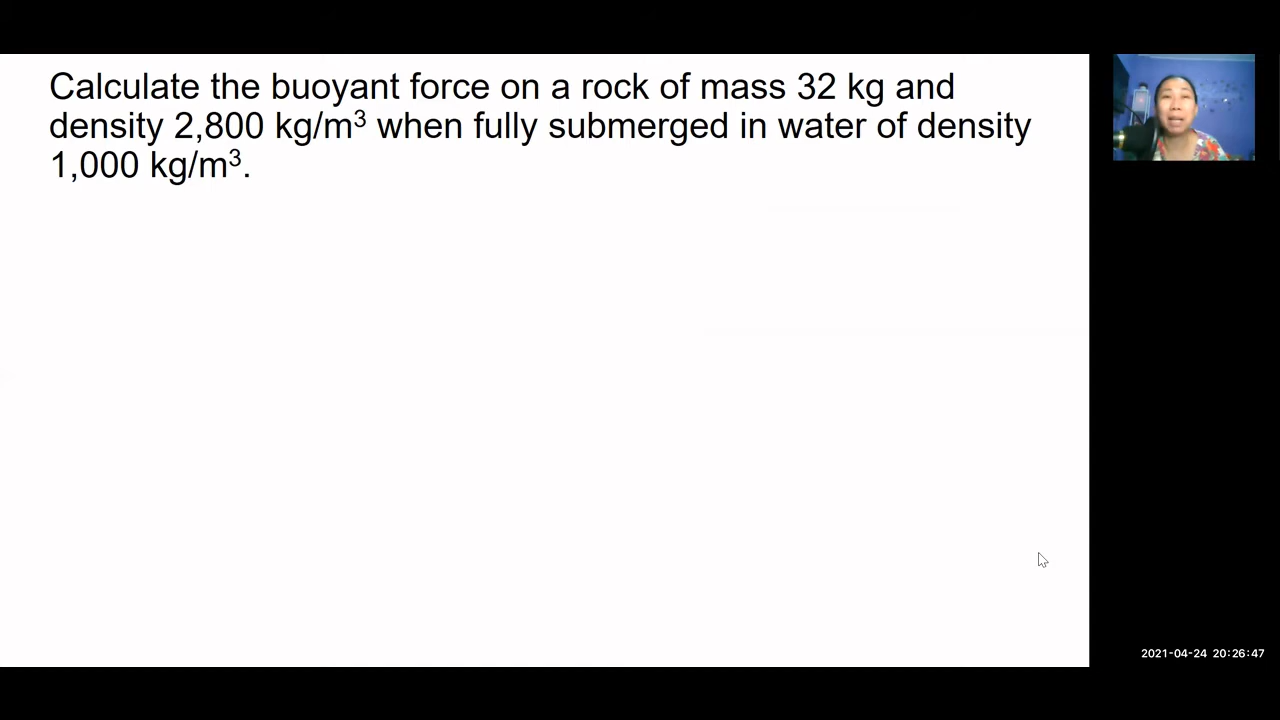 Calculate the buoyant force on a rock of mass 32 kg and
density 2,800 kg/m³ when fully submerged in water of density
1,000 kg/m³.
2021-04-24 20:26:47